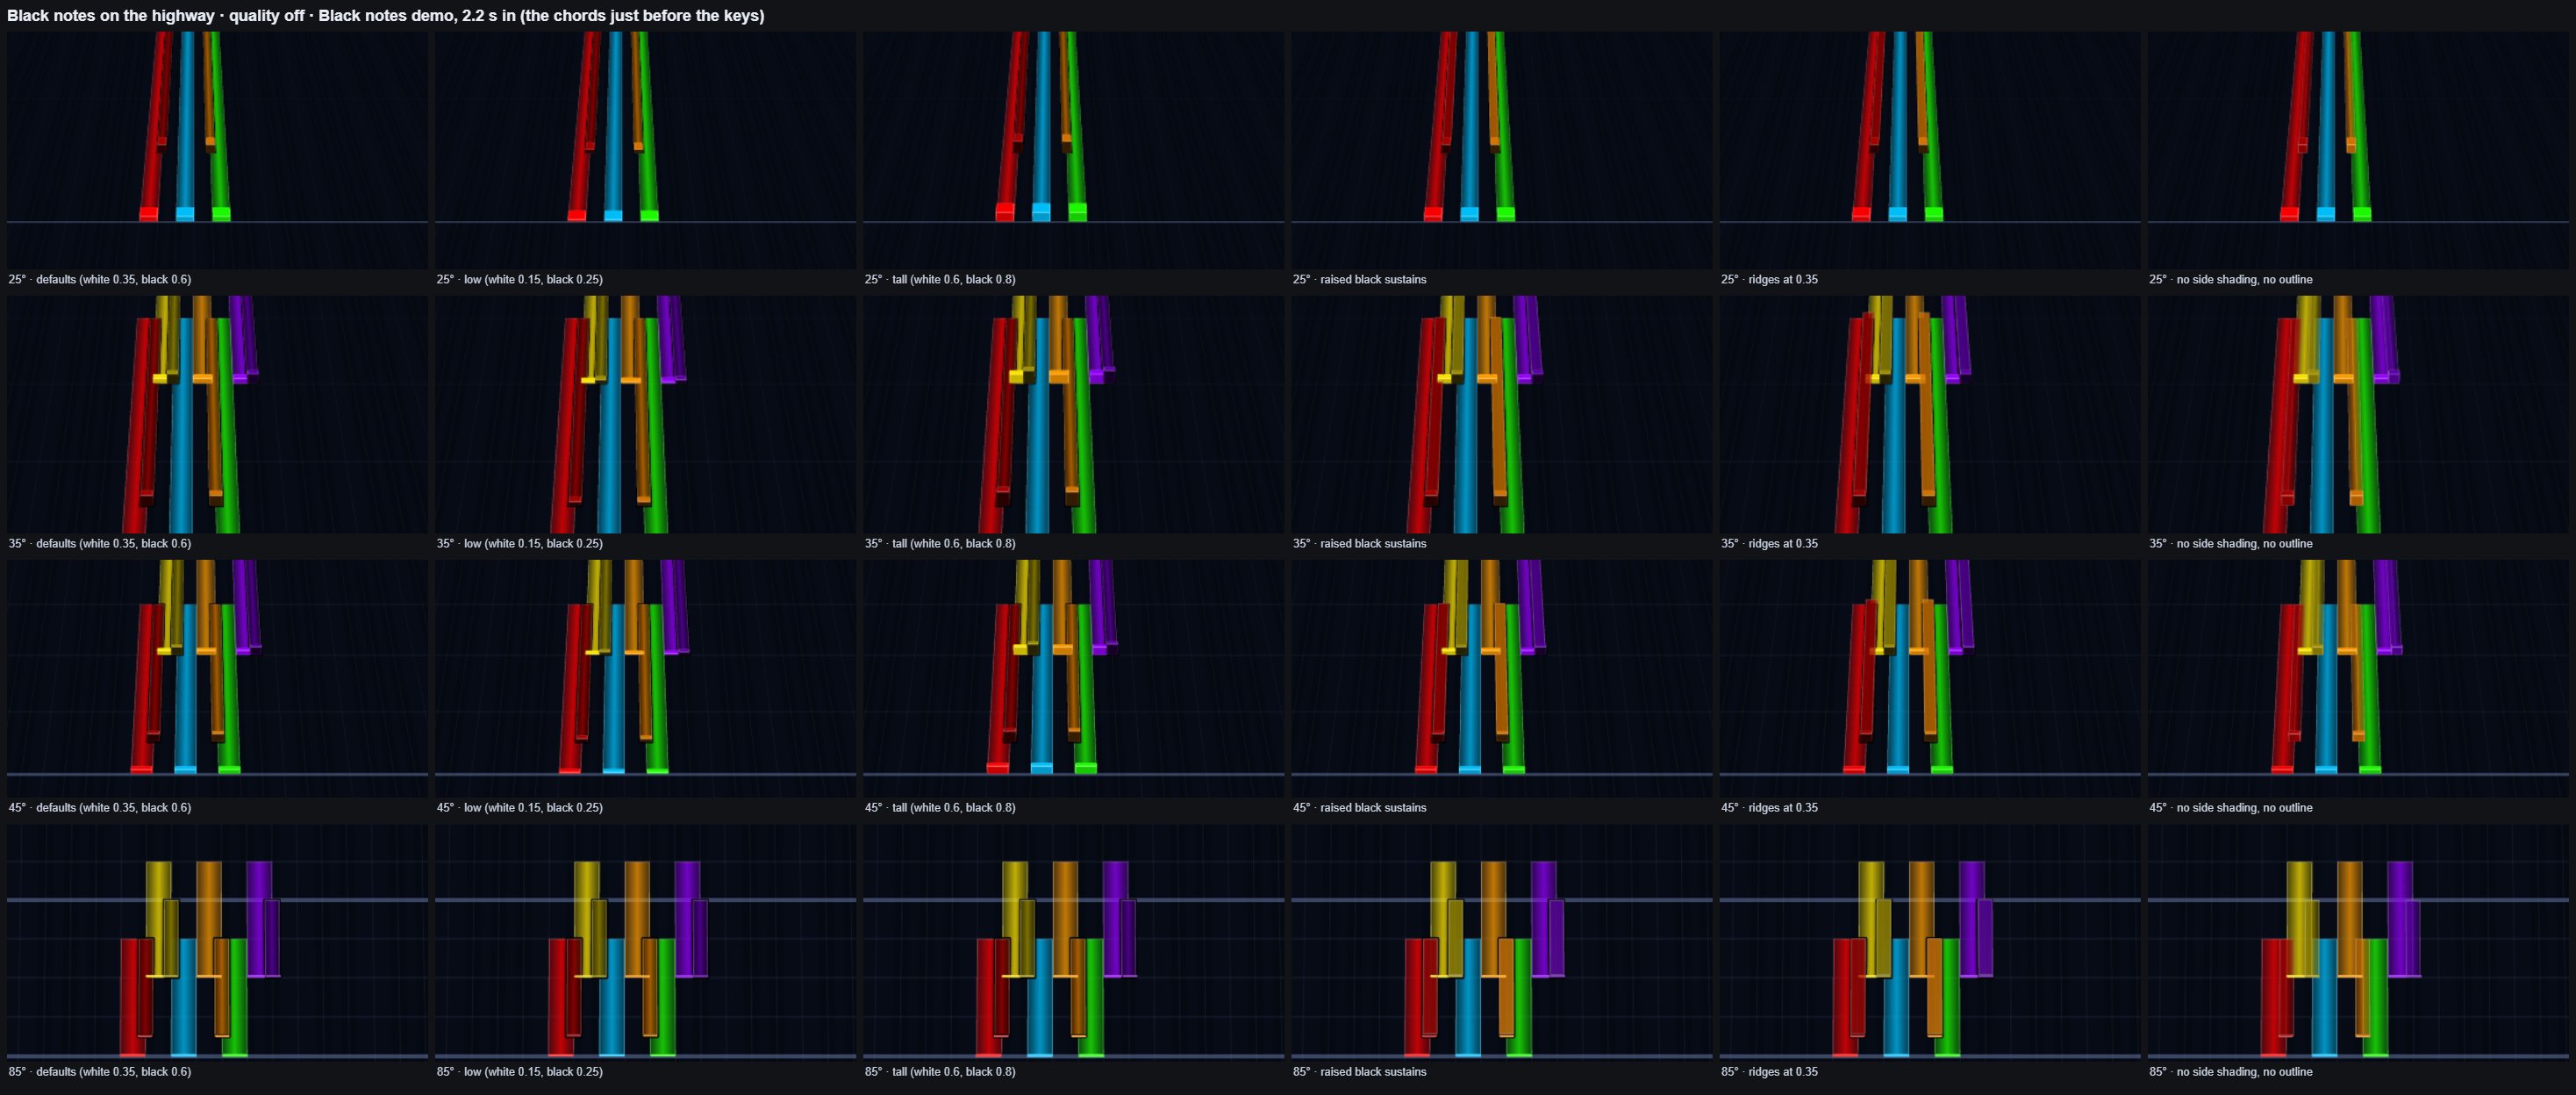 Black notes on the highway · quality off · Black notes demo, 2.2 s in (the chords just before the keys)
25° · defaults (white 0.35, black 0.6)
25° · low (white 0.15, black 0.25)
25° · tall (white 0.6, black 0.8)
25° · raised black sustains
25° · ridges at 0.35
25° · no side shading, no outline
35° · defaults (white 0.35, black 0.6)
35° · low (white 0.15, black 0.25)
35° · tall (white 0.6, black 0.8)
35° · raised black sustains
35° · ridges at 0.35
35° · no side shading, no outline
45° · defaults (white 0.35, black 0.6)
45° · low (white 0.15, black 0.25)
45° · tall (white 0.6, black 0.8)
45° · raised black sustains
45° · ridges at 0.35
45° · no side shading, no outline
85° · defaults (white 0.35, black 0.6)
85° · low (white 0.15, black 0.25)
85° · tall (white 0.6, black 0.8)
85° · raised black sustains
85° · ridges at 0.35
85° · no side shading, no outline